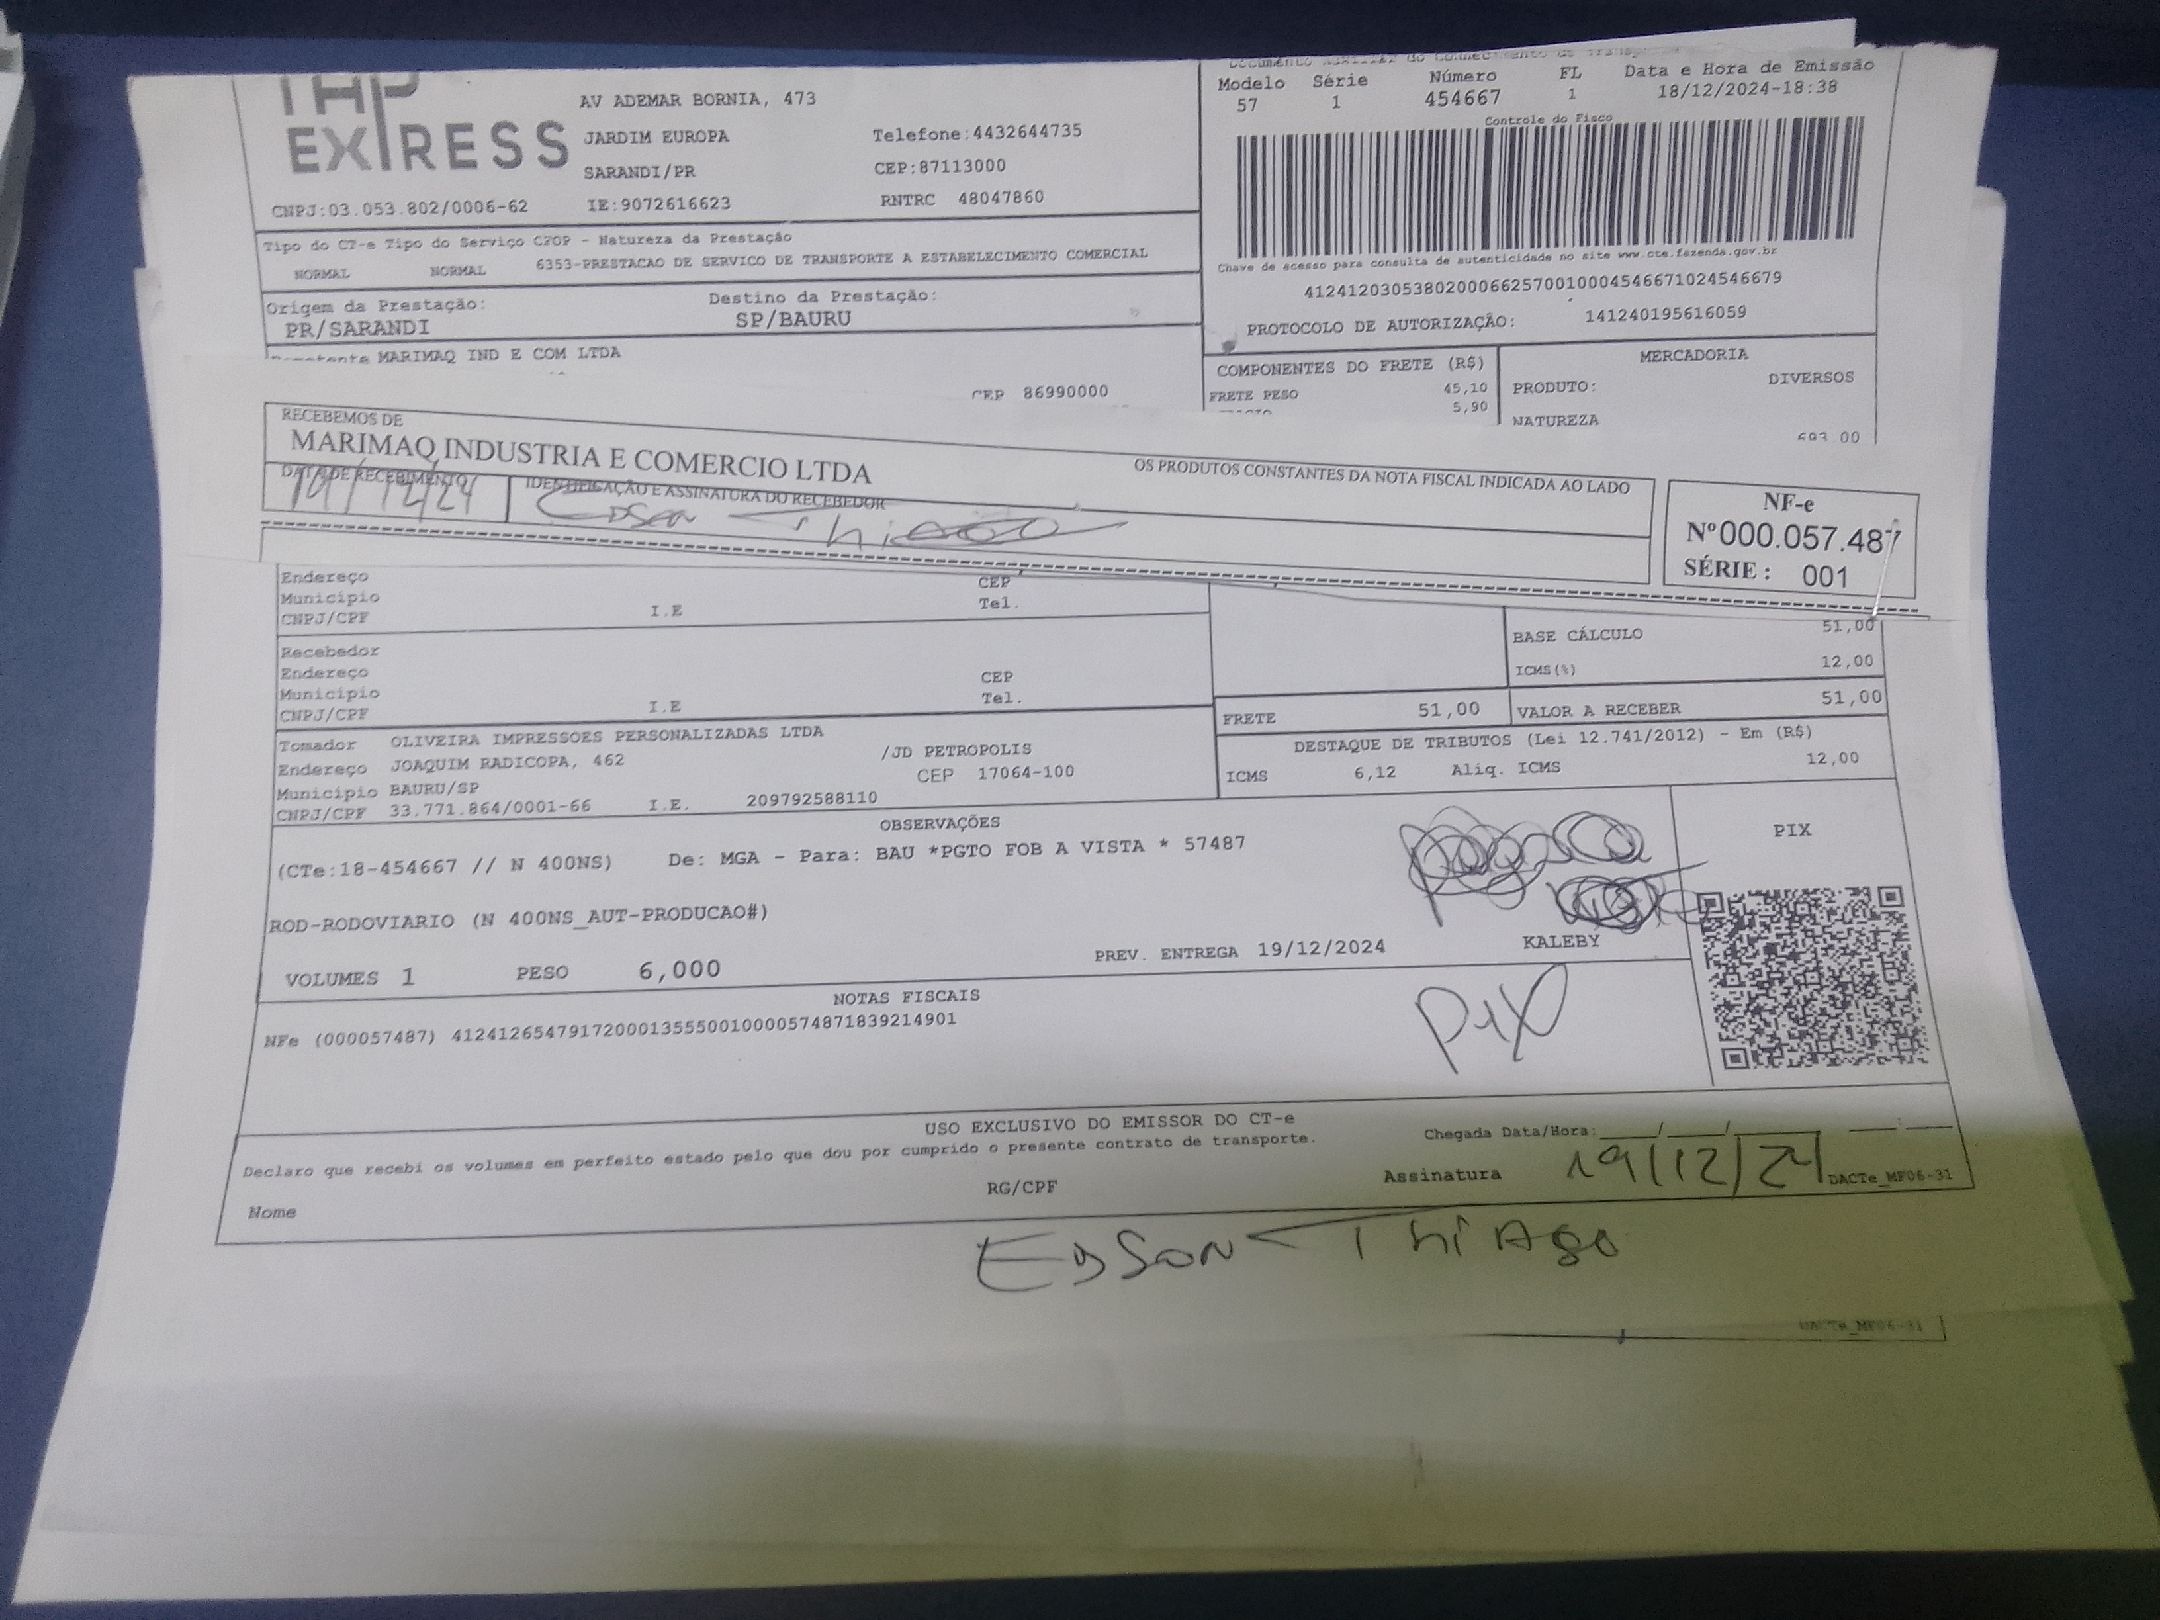 EXPRESS
AV ADEMAR BORNIA, 473
JARDIM EUROPA
Telefone:4432644735
SARANDI/PR
CEP:87113000
CNPJ:03.053.802/0006-62
IE:9072616623
RNTRC 48047860
Modelo Série Número FL Data e Hora de Emissão
57 1 454667 1 18/12/2024-18:38
Controle do Fisco
Chave de acesso para consulta de autenticidade no site www.cte.fazenda.gov.br
41241203053802000662570010004546671024546679
PROTOCOLO DE AUTORIZAÇÃO: 141240195616059
Tipo do CT-e Tipo do Serviço CFOP - Natureza da Prestação
NORMAL NORMAL 6353-PRESTACAO DE SERVICO DE TRANSPORTE A ESTABELECIMENTO COMERCIAL
Origem da Prestação: Destino da Prestação:
PR/SARANDI SP/BAURU
MARIMAQ IND E COM LTDA
CEP 86990000
COMPONENTES DO FRETE (R$)
FRETE PESO 45,10
5,90
MERCADORIA
PRODUTO: DIVERSOS
NATUREZA
RECEBEMOS DE
MARIMAQ INDUSTRIA E COMERCIO LTDA
OS PRODUTOS CONSTANTES DA NOTA FISCAL INDICADA AO LADO
DATA DE RECEBIMENTO
19/12/24
IDENTIFICAÇÃO E ASSINATURA DO RECEBEDOR
Edson Thiago
NF-e
Nº000.057.487
SÉRIE: 001
Endereço CEP
Município Tel.
CNPJ/CPF I.E
Recebedor
Endereço CEP
Município Tel.
CNPJ/CPF I.E
BASE CÁLCULO 51,00
ICMS(%) 12,00
FRETE 51,00 VALOR A RECEBER 51,00
DESTAQUE DE TRIBUTOS (Lei 12.741/2012) - Em (R$)
ICMS 6,12 Aliq. ICMS 12,00
Tomador OLIVEIRA IMPRESSOES PERSONALIZADAS LTDA
Endereço JOAQUIM RADICOPA, 462 /JD PETROPOLIS
Município BAURU/SP CEP 17064-100
CNPJ/CPF 33.771.864/0001-66 I.E. 209792588110
OBSERVAÇÕES
(CTe:18-454667 // N 400NS) De: MGA - Para: BAU *PGTO FOB A VISTA * 57487
ROD-RODOVIARIO (N 400NS_AUT-PRODUCAO#)
PIX
VOLUMES 1 PESO 6,000 PREV. ENTREGA 19/12/2024 KALEBY
NOTAS FISCAIS
NFe (000057487) 41241265479172000135550010000574871839214901
PIX
USO EXCLUSIVO DO EMISSOR DO CT-e
Declaro que recebi os volumes em perfeito estado pelo que dou por cumprido o presente contrato de transporte.
Chegada Data/Hora:___/___/_____ ___:___
Nome RG/CPF Assinatura 19/12/24 DACTe_MF06-31
EDSON Thiago
DACTe_MF06-31